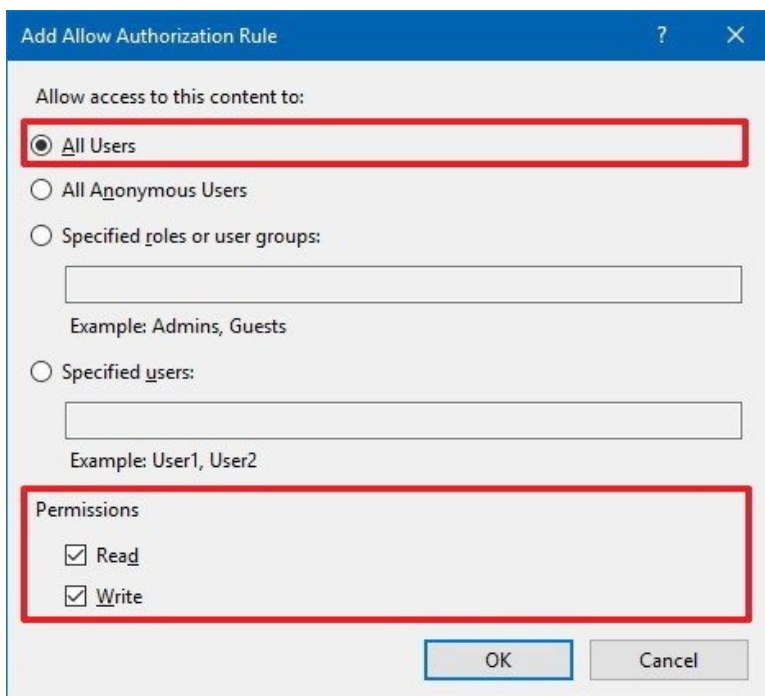 Add Allow Authorization Rule
Allow access to this content to:
All Users
All Anonymous Users
Specified roles or user groups:
Example: Admins, Guests
Specified users:
Example: User1, User2
Permissions
Read
Write
OK Cancel